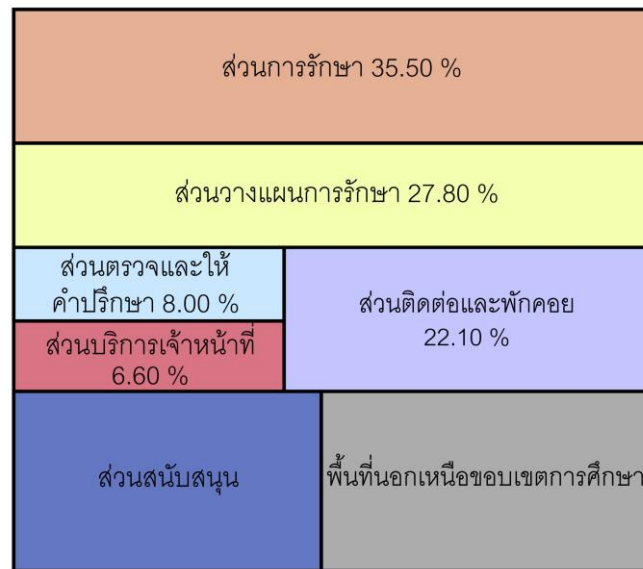 ส่วนการรักษา 35.50 %
ส่วนวางแผนการรักษา 27.80 %
ส่วนตรวจและให้
คำปรึกษา 8.00 %
ส่วนติดต่อและพักคอย
22.10 %
ส่วนบริการเจ้าหน้าที่
6.60 %
ส่วนสนับสนุน
พื้นที่นอกเหนือขอบเขตการศึกษา